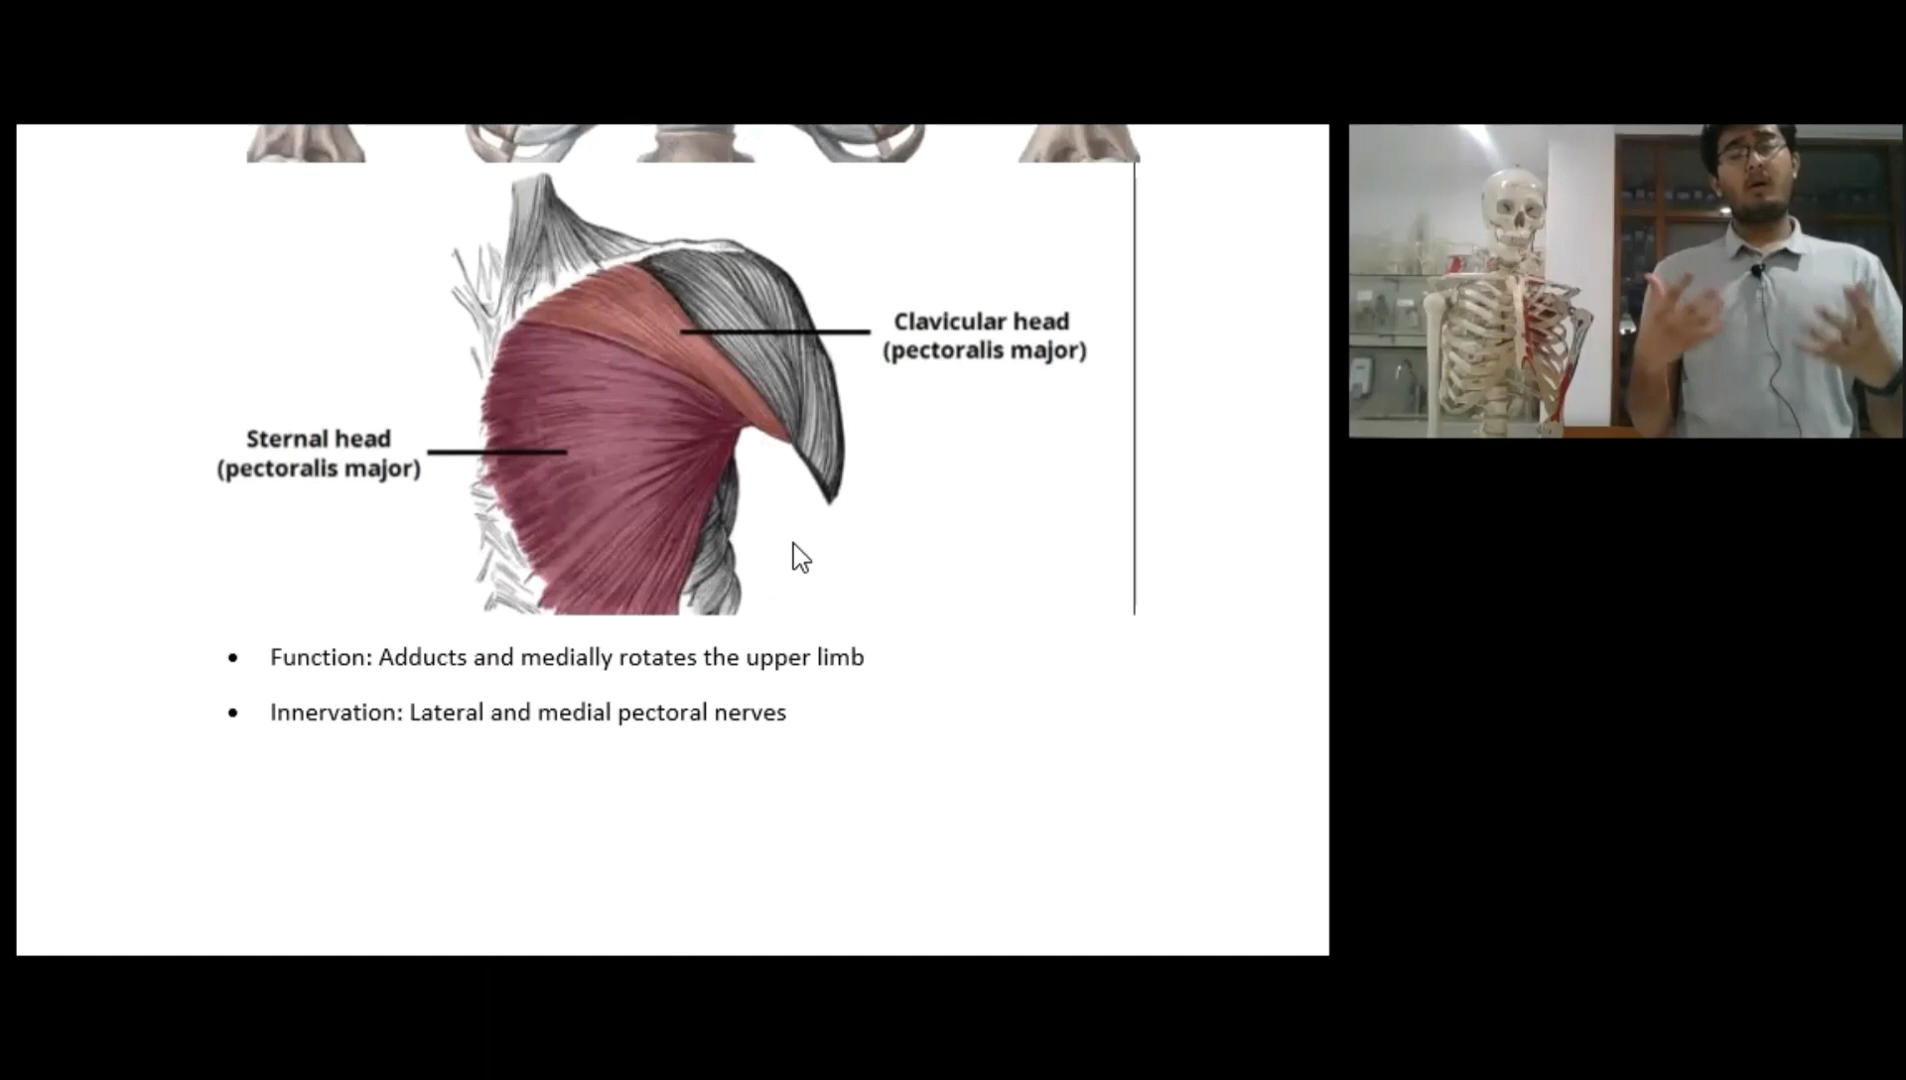 Clavicular head
(pectoralis major)
Sternal head
(pectoralis major)
• Function: Adducts and medially rotates the upper limb
• Innervation: Lateral and medial pectoral nerves